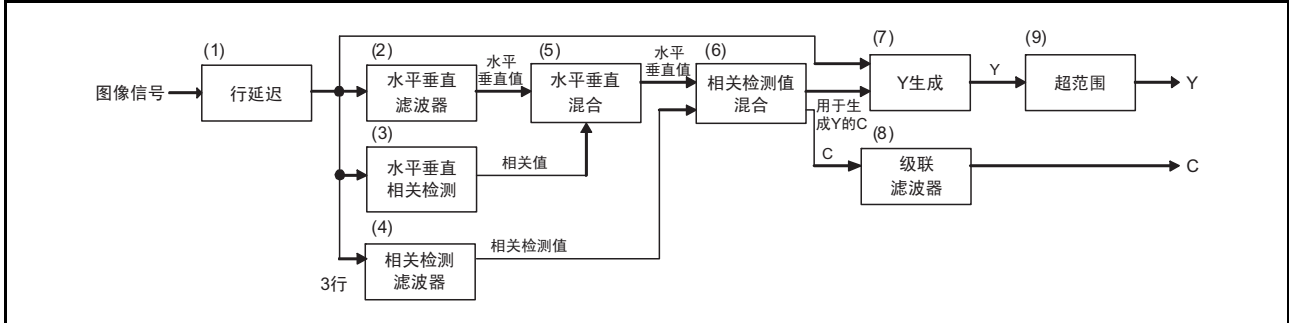 图像信号
(1)
行延迟
3行
(2)
水平垂直
滤波器
水平
垂直值
(3)
水平垂直
相关检测
相关值
(4)
相关检测
滤波器
相关检测值
(5)
水平垂直
混合
水平
垂直值
(6)
相关检测值
混合
用于生
成Y的C
C
(7)
Y生成
Y
(8)
级联
滤波器
C
(9)
超范围
Y